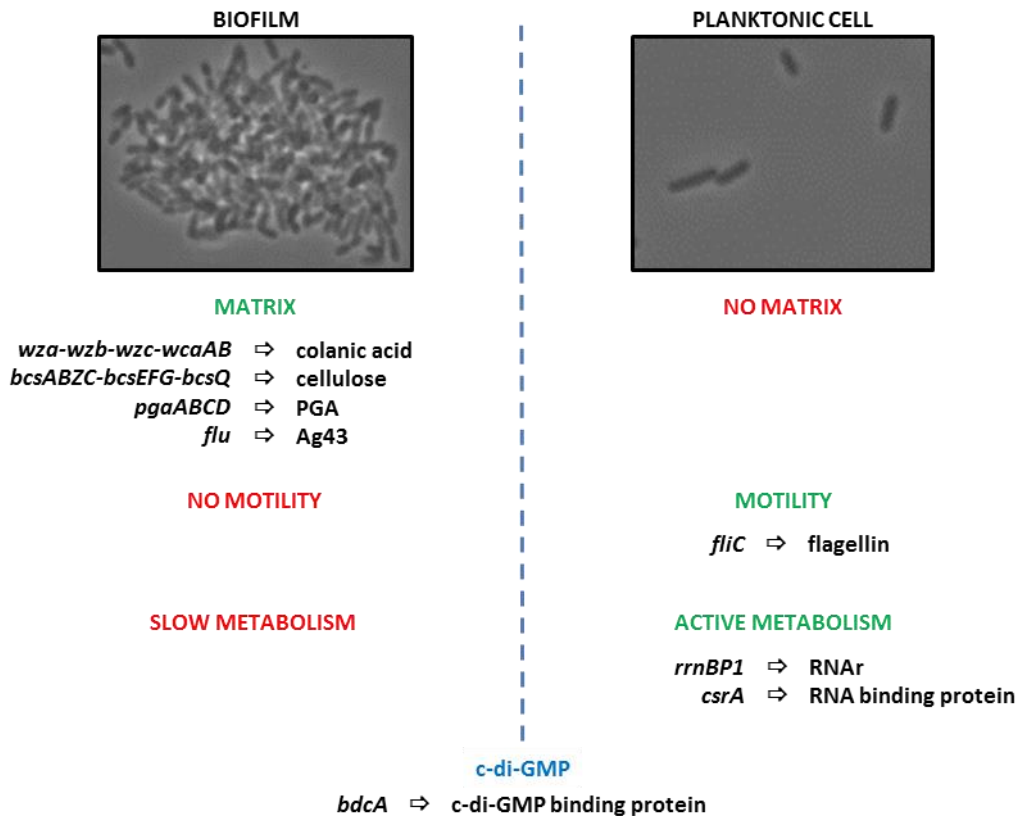 BIOFILM
PLANKTONIC CELL
MATRIX
NO MATRIX
wza-wzb-wzc-wcaAB ⇨ colanic acid
bcsABZC-bcsEFG-bcsQ ⇨ cellulose
pgaABCD ⇨ PGA
flu ⇨ Ag43
NO MOTILITY
MOTILITY
fliC ⇨ flagellin
SLOW METABOLISM
ACTIVE METABOLISM
rrnBP1 ⇨ RNAr
csrA ⇨ RNA binding protein
c-di-GMP
bdcA ⇨ c-di-GMP binding protein